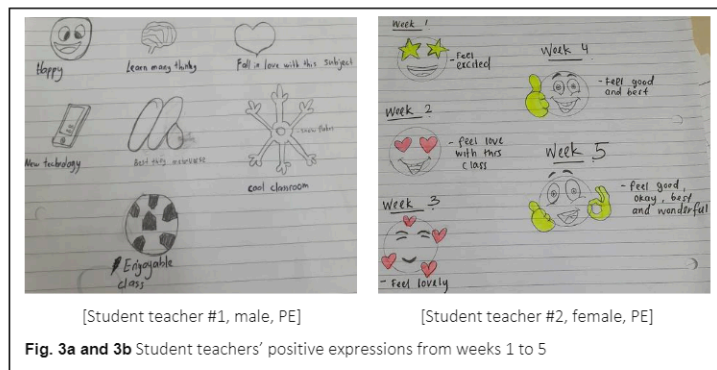 Happy
Learn many things
Fall in love with this subject
New technology
Best this
snow flake
cool classroom
Enjoyable
class
Week 1
- Feel
excited
Week 2
- feel love
with this
class
Week 3
- Feel lovely
Week 4
- Feel good
and best
Week 5
- feel good,
okay, best
and wonderful
[Student teacher #1, male, PE]
[Student teacher #2, female, PE]
Fig. 3a and 3b Student teachers' positive expressions from weeks 1 to 5